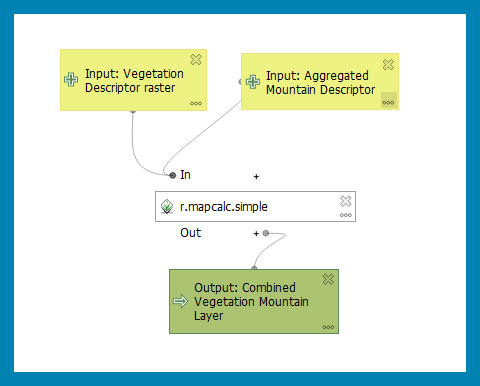 Input: Vegetation
Descriptor raster
Input: Aggregated
Mountain Descriptor
In
+
r.mapcalc.simple
Out
+
Output: Combined
Vegetation Mountain
Layer